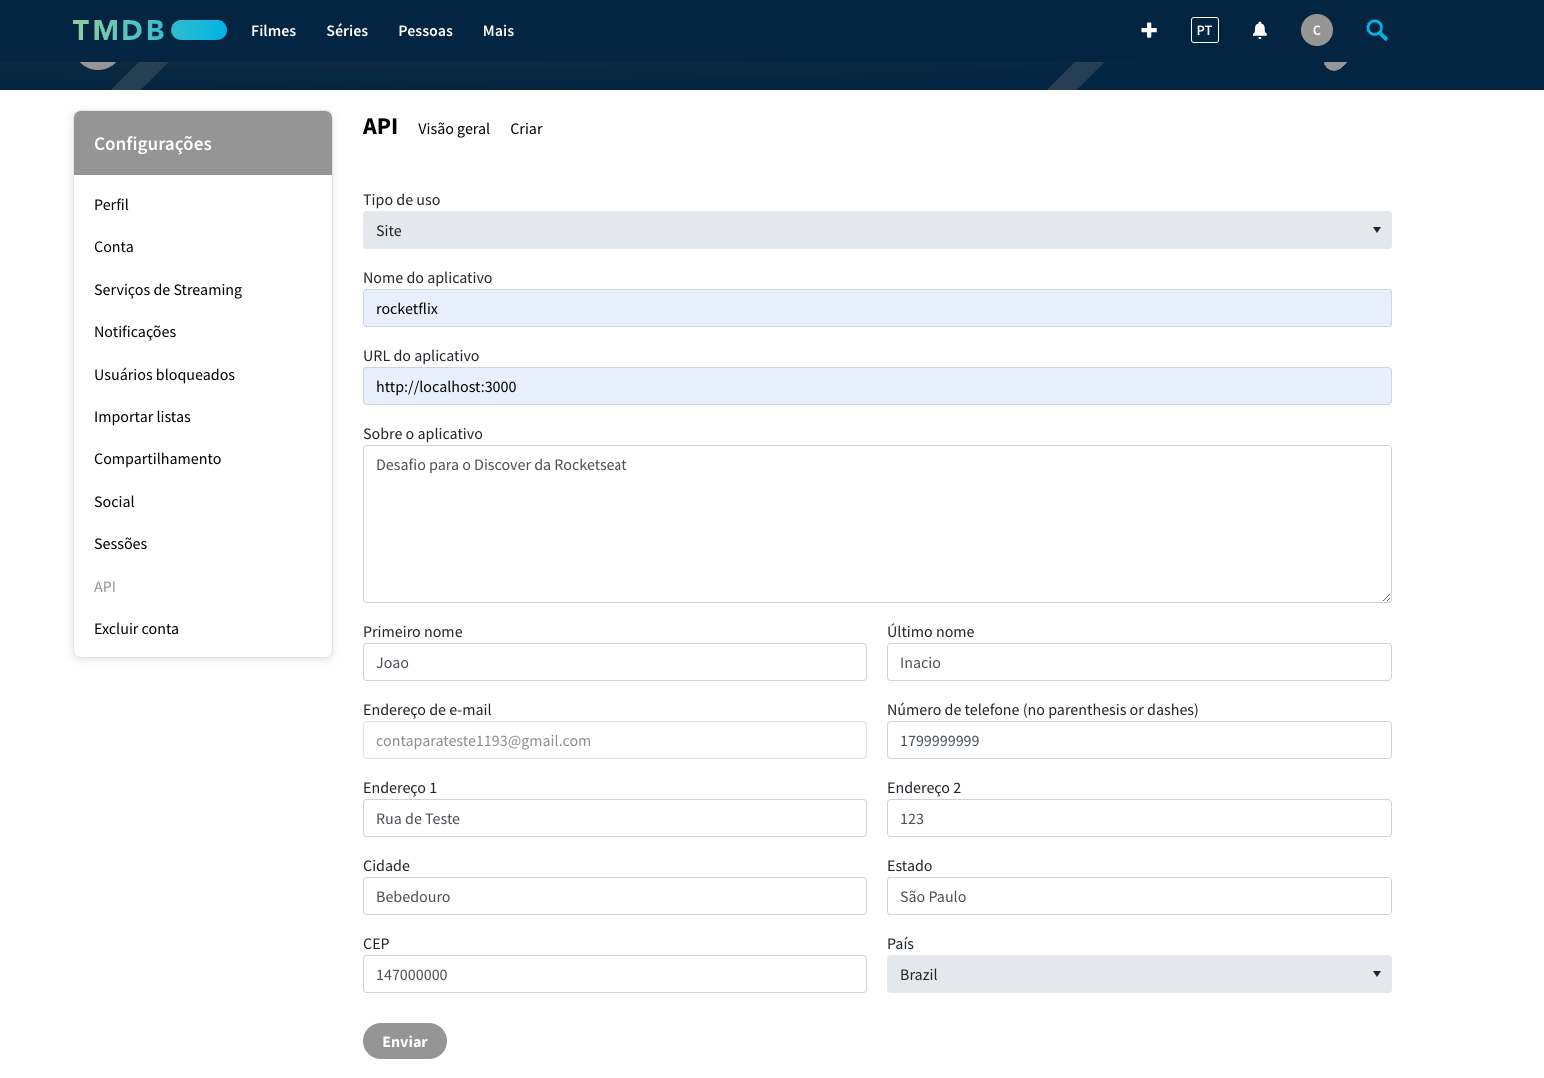 TMDB Filmes Séries Pessoas Mais PT C
Configurações
Perfil
Conta
Serviços de Streaming
Notificações
Usuários bloqueados
Importar listas
Compartilhamento
Social
Sessões
API
Excluir conta
API Visão geral Criar
Tipo de uso
Site
Nome do aplicativo
rocketflix
URL do aplicativo
http://localhost:3000
Sobre o aplicativo
Desafio para o Discover da Rocketseat
Primeiro nome Último nome
Joao Inacio
Endereço de e-mail Número de telefone (no parenthesis or dashes)
contaparateste1193@gmail.com 1799999999
Endereço 1 Endereço 2
Rua de Teste 123
Cidade Estado
Bebedouro São Paulo
CEP País
147000000 Brazil
Enviar